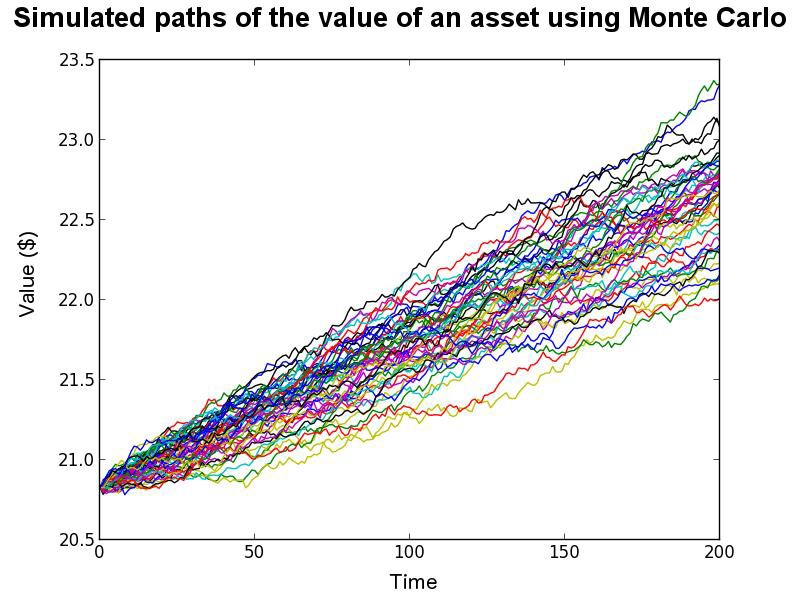 Simulated paths of the value of an asset using Monte Carlo
23.5
23.0
22.5
22.0
21.5
21.0
20.5
Value ($)
0 50 100 150 200
Time